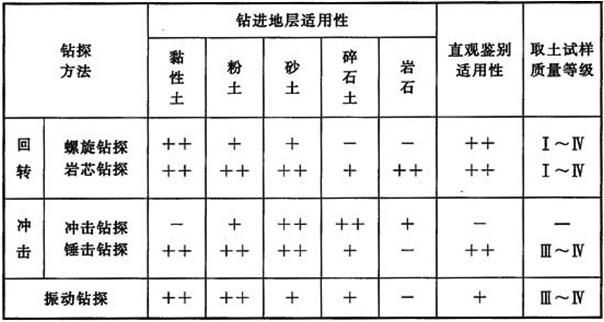 钻探方法 钻进地层适用性 直观鉴别适用性 取土试样质量等级
黏性土 粉土 砂土 碎石土 岩石
回转 螺旋钻探 ++ + + － － ++ Ⅰ～Ⅳ
岩芯钻探 ++ ++ ++ + ++ ++ Ⅰ～Ⅳ
冲击 冲击钻探 － + ++ ++ + － －
锤击钻探 ++ ++ ++ + － ++ Ⅲ～Ⅳ
振动钻探 ++ ++ + + － + Ⅲ～Ⅳ